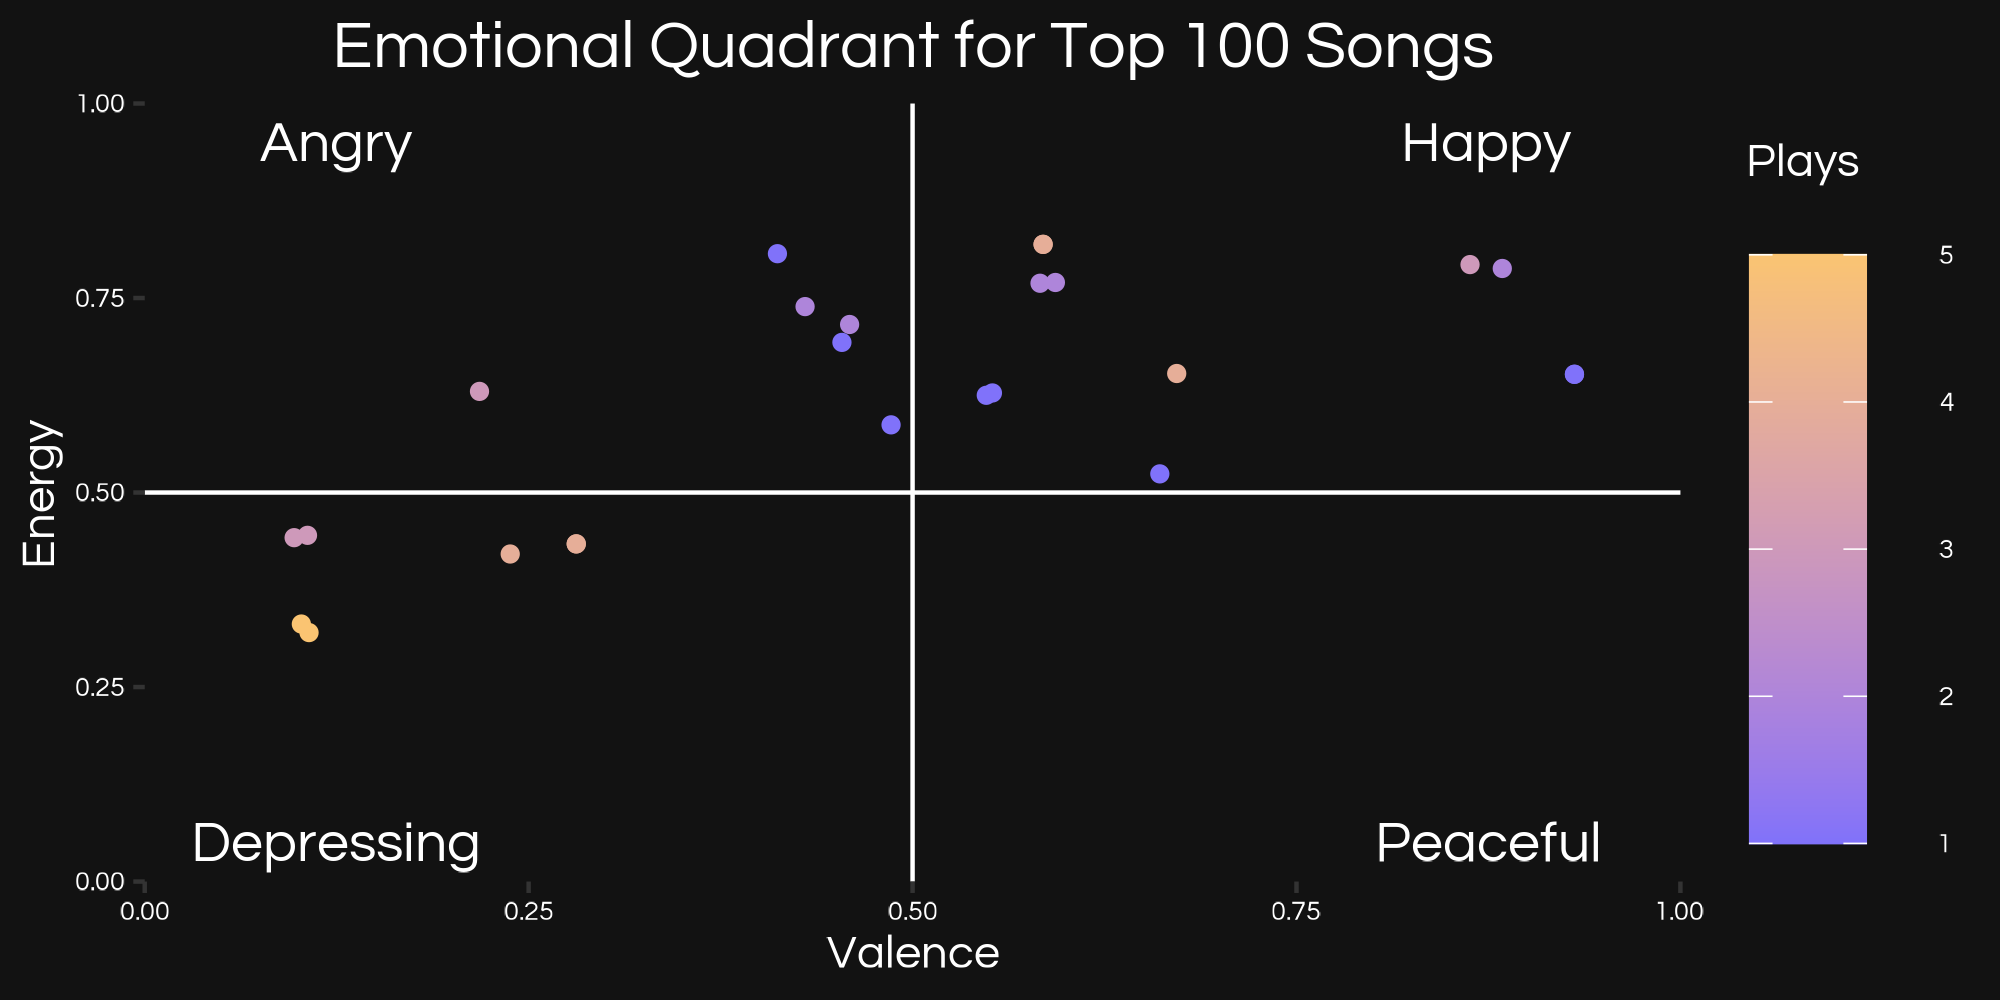 Emotional Quadrant for Top 100 Songs
1.00
Angry
Happy
Plays
5
0.75
4
Energy
0.50
3
0.25
2
Depressing
Peaceful
1
0.00
0.00
0.25
0.50
0.75
1.00
Valence